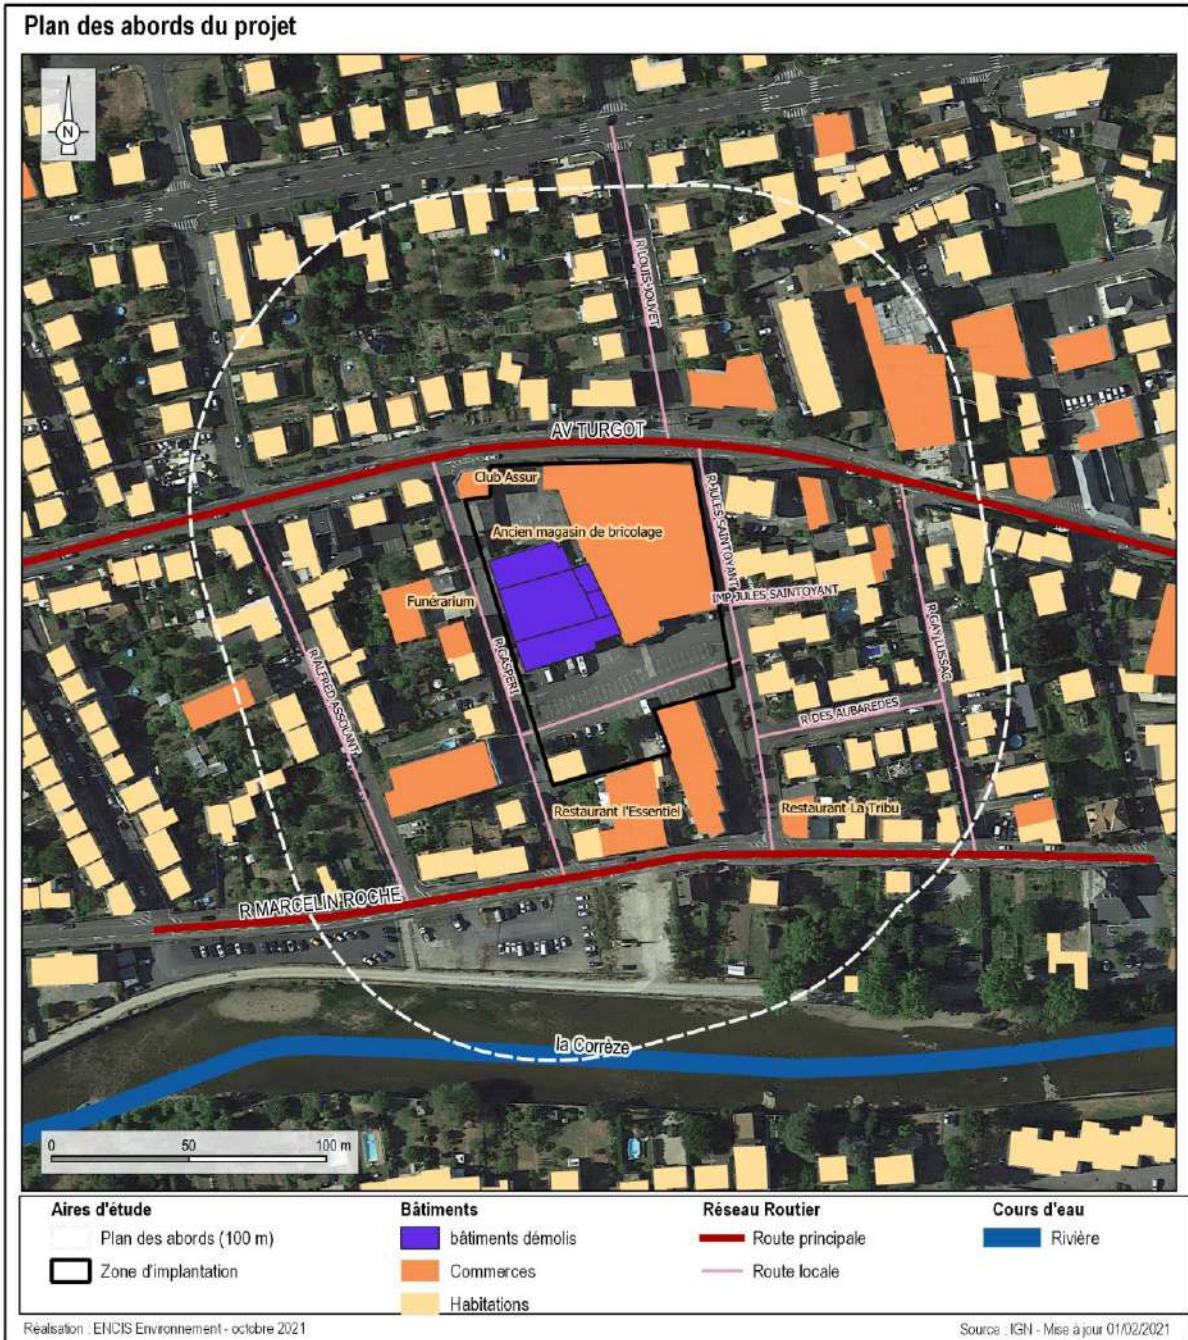 Plan des abords du projet
N
R LOUIS JOUVET
AV TURGOT
Club Assur
Ancien magasin de bricolage
R JULES SAINTOYANT
IMP JULES SAINTOYANT
Funérarium
R GASPERI
R ALFRED ASSOLANT
R GAY LUSSAC
R DES AUBAREDES
Restaurant l'Essentiel
Restaurant La Tribu
R MARCELIN ROCHE
la Corrèze
0 50 100 m
Aires d'étude
Plan des abords (100 m)
Zone d'implantation
Bâtiments
bâtiments démolis
Commerces
Habitations
Réseau Routier
Route principale
Route locale
Cours d'eau
Rivière
Réalisation : ENCIS Environnement - octobre 2021
Source : IGN - Mise à jour 01/02/2021